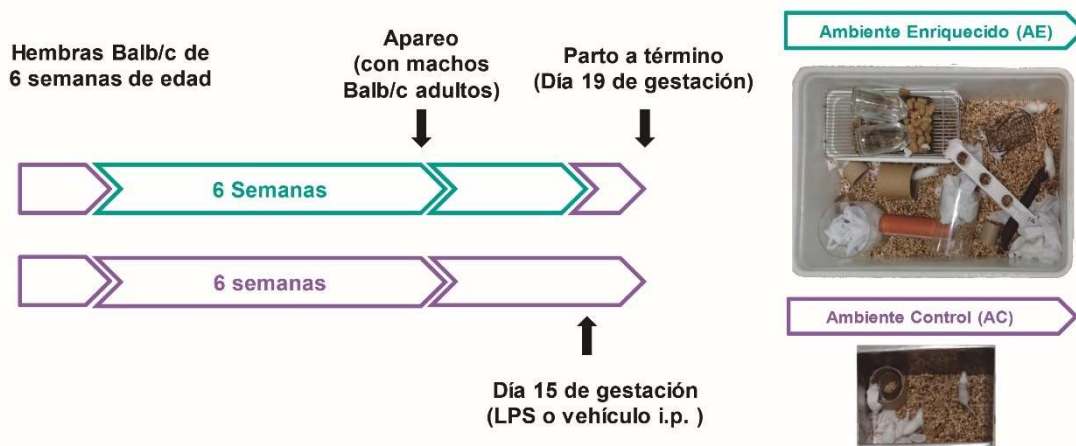 Hembras Balb/c de
6 semanas de edad
Apareo
(con machos
Balb/c adultos)
Parto a término
(Día 19 de gestación)
Ambiente Enriquecido (AE)
6 Semanas
6 semanas
Ambiente Control (AC)
Día 15 de gestación
(LPS o vehículo i.p. )